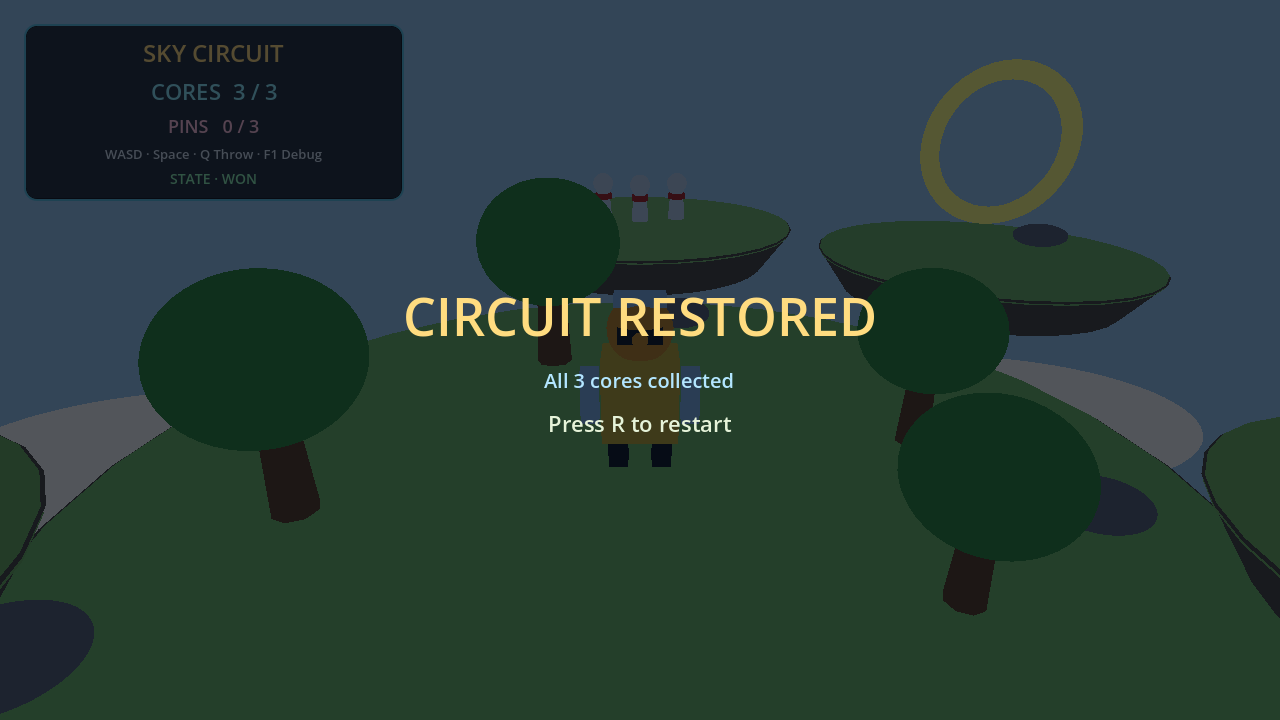 SKY CIRCUIT
CORES 3 / 3
PINS 0 / 3
WASD · Space · Q Throw · F1 Debug
STATE · WON
CIRCUIT RESTORED
All 3 cores collected
Press R to restart